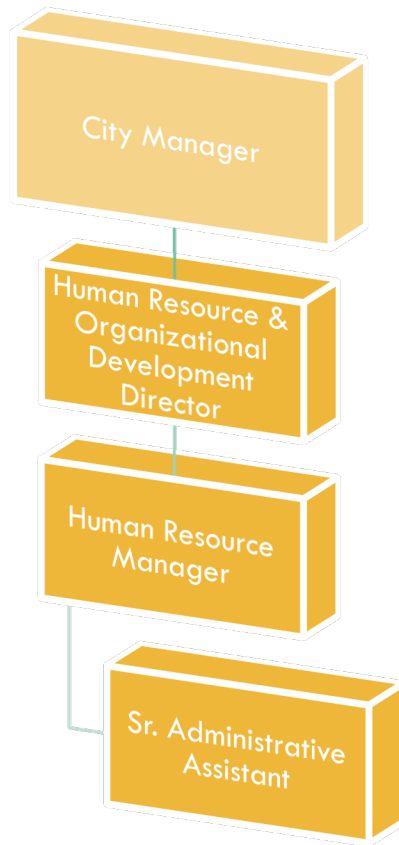 City Manager
Human Resource &
Organizational
Development
Director
Human Resource
Manager
Sr. Administrative
Assistant